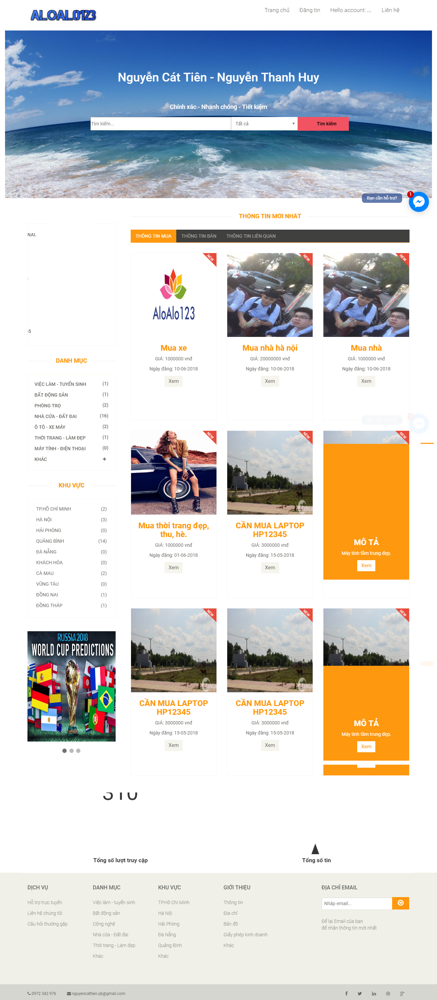 ALOALO123
Trang chủ
Đăng tin
Hello account: ...
Liên hệ
Nguyễn Cát Tiên - Nguyễn Thanh Huy
Chính xác - Nhanh chóng - Tiết kiệm
Tìm kiếm...
Tất cả
Tìm kiếm
Bạn cần hỗ trợ?
1
THÔNG TIN MỚI NHẤT
NAI.
THÔNG TIN MUA
THÔNG TIN BÁN
THÔNG TIN LIÊN QUAN
NEW
NEW
NEW
AloAlo123
Mua xe
GIÁ: 1000000 vnđ
Ngày đăng: 10-06-2018
Xem
Mua nhà hà nội
GIÁ: 20000000 vnđ
Ngày đăng: 10-06-2018
Xem
Mua nhà
GIÁ: 1000000 vnđ
Ngày đăng: 10-06-2018
Xem
DANH MỤC
VIỆC LÀM - TUYỂN SINH (1)
BẤT ĐỘNG SẢN (1)
PHÒNG TRỌ (2)
NHÀ CỬA - ĐẤT ĐAI (16)
Ô TÔ - XE MÁY (2)
THỜI TRANG - LÀM ĐẸP (1)
MÁY TÍNH - ĐIỆN THOẠI (0)
KHÁC
KHU VỰC
TP.HỒ CHÍ MINH (2)
HÀ NỘI (3)
HẢI PHÒNG (0)
QUẢNG BÌNH (14)
ĐÀ NẴNG (0)
KHÁCH HÒA (0)
CÀ MAU (2)
VŨNG TÀU (0)
ĐỒNG NAI (1)
ĐỒNG THÁP (1)
NEW
NEW
NEW
Mua thời trang đẹp,
thu, hè.
GIÁ: 1000000 vnđ
Ngày đăng: 01-06-2018
Xem
CẦN MUA LAPTOP
HP12345
GIÁ: 3000000 vnđ
Ngày đăng: 15-05-2018
Xem
MÔ TẢ
Máy tính tầm trung đẹp.
Xem
RUSSIA 2018
WORLD CUP PREDICTIONS
NEW
NEW
NEW
CẦN MUA LAPTOP
HP12345
GIÁ: 3000000 vnđ
Ngày đăng: 15-05-2018
Xem
CẦN MUA LAPTOP
HP12345
GIÁ: 3000000 vnđ
Ngày đăng: 15-05-2018
Xem
MÔ TẢ
Máy tính tầm trung đẹp.
Xem
Tổng số lượt truy cập
Tổng số tin
DỊCH VỤ
Hỗ trợ trực tuyến
Liên hệ chúng tôi
Câu hỏi thường gặp
DANH MỤC
Việc làm - tuyển sinh
Bất động sản
Công nghệ
Nhà cửa - Đất đai
Thời trang - Làm đẹp
Khác
KHU VỰC
TP.Hồ Chí Minh
Hà Nội
Hải Phòng
Đà Nẵng
Quảng Bình
Khác
GIỚI THIỆU
Thông tin
Địa chỉ
Bản đồ
Giấy phép kinh doanh
Khác
ĐỊA CHỈ EMAIL
Nhập email...
Để lại Email của bạn
để nhận thông tin mới nhất
0972 342 976
nguyencattien.qb@gmail.com